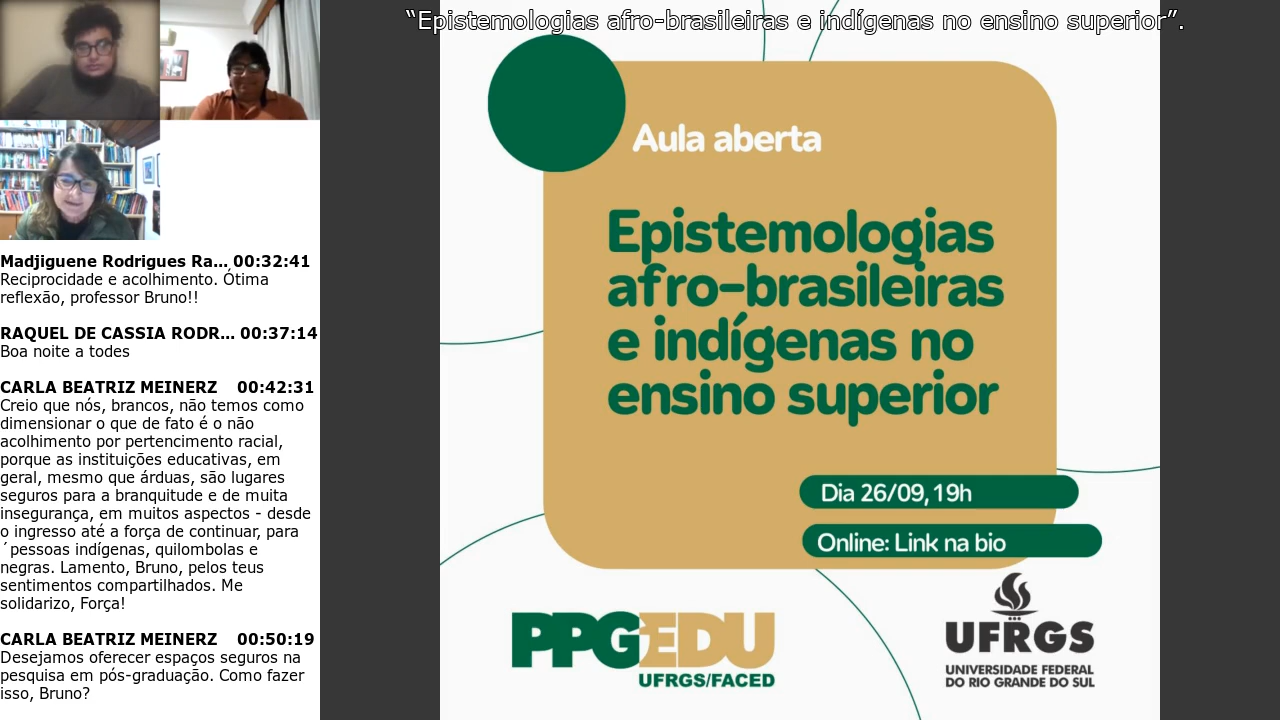 “Epistemologias afro-brasileiras e indígenas no ensino superior”.
Aula aberta
Epistemologias
afro-brasileiras
e indígenas no
ensino superior
Dia 26/09, 19h
Online: Link na bio
PPGEDU
UFRGS/FACED
UFRGS
UNIVERSIDADE FEDERAL
DO RIO GRANDE DO SUL
Madjiguene Rodrigues Ra... 00:32:41
Reciprocidade e acolhimento. Ótima
reflexão, professor Bruno!!
RAQUEL DE CASSIA RODR... 00:37:14
Boa noite a todes
CARLA BEATRIZ MEINERZ 00:42:31
Creio que nós, brancos, não temos como
dimensionar o que de fato é o não
acolhimento por pertencimento racial,
porque as instituições educativas, em
geral, mesmo que árduas, são lugares
seguros para a branquitude e de muita
insegurança, em muitos aspectos - desde
o ingresso até a força de continuar, para
´pessoas indígenas, quilombolas e
negras. Lamento, Bruno, pelos teus
sentimentos compartilhados. Me
solidarizo, Força!
CARLA BEATRIZ MEINERZ 00:50:19
Desejamos oferecer espaços seguros na
pesquisa em pós-graduação. Como fazer
isso, Bruno?